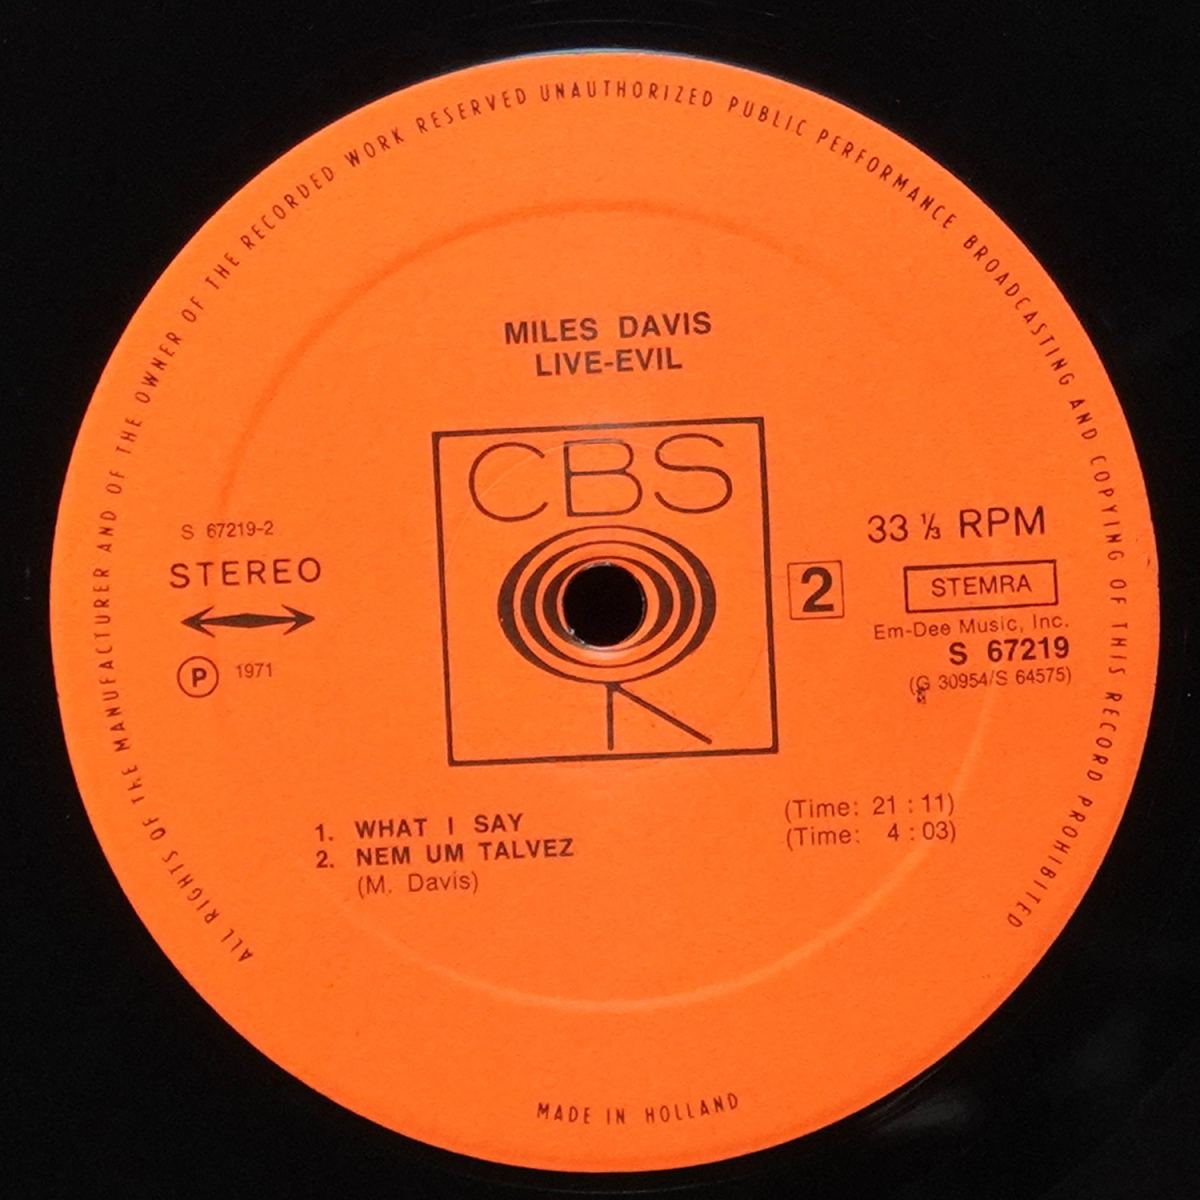 ALL RIGHTS OF THE MANUFACTURER AND OF THE OWNER OF THE RECORDED WORK RESERVED UNAUTHORIZED PUBLIC PERFORMANCE BROADCASTING AND COPYING OF THIS RECORD PROHIBITED
MILES DAVIS
LIVE-EVIL
CBS
S 67219-2
STEREO
Ⓟ 1971
2
33 ⅓ RPM
STEMRA
Em-Dee Music, Inc.
S 67219
(G 30954/S 64575)
1. WHAT I SAY (Time: 21 : 11)
2. NEM UM TALVEZ (Time: 4 : 03)
(M. Davis)
MADE IN HOLLAND